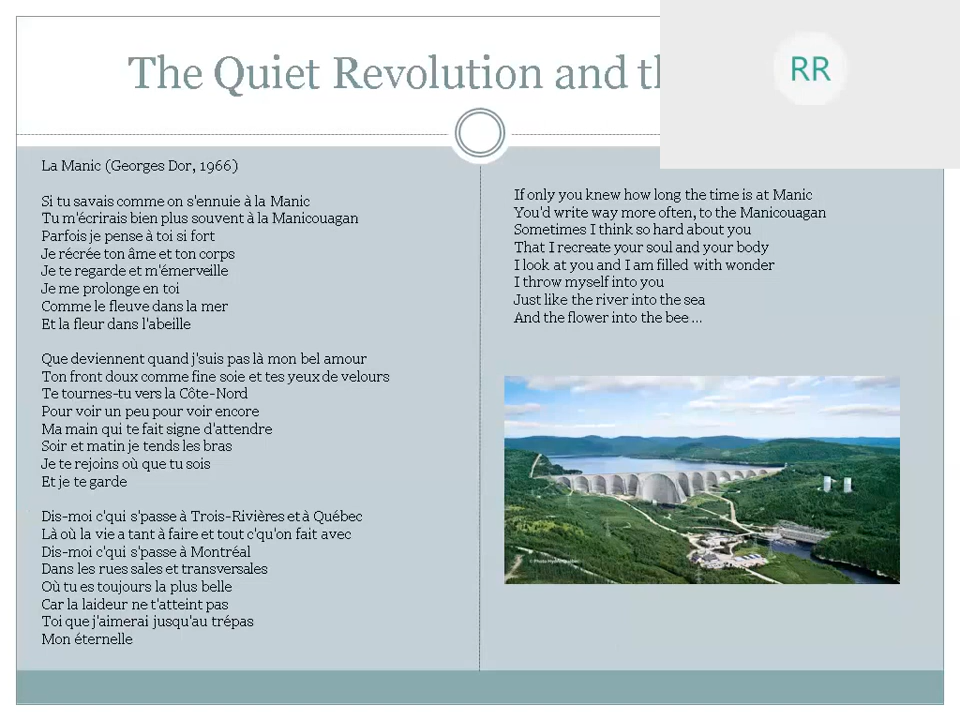 The Quiet Revolution and
RR
La Manic (Georges Dor, 1966)
Si tu savais comme on s'ennuie à la Manic
Tu m'écrirais bien plus souvent à la Manicouagan
Parfois je pense à toi si fort
Je récrée ton âme et ton corps
Je te regarde et m'émerveille
Je me prolonge en toi
Comme le fleuve dans la mer
Et la fleur dans l'abeille
Que deviennent quand j'suis pas là mon bel amour
Ton front doux comme fine soie et tes yeux de velours
Te tournes-tu vers la Côte-Nord
Pour voir un peu pour voir encore
Ma main qui te fait signe d'attendre
Soir et matin je tends les bras
Je te rejoins où que tu sois
Et je te garde
Dis-moi c'qui s'passe à Trois-Rivières et à Québec
Là où la vie a tant à faire et tout c'qu'on fait avec
Dis-moi c'qui s'passe à Montréal
Dans les rues sales et transversales
Où tu es toujours la plus belle
Car la laideur ne t'atteint pas
Toi que j'aimerai jusqu'au trépas
Mon éternelle
If only you knew how long the time is at Manic
You'd write way more often, to the Manicouagan
Sometimes I think so hard about you
That I recreate your soul and your body
I look at you and I am filled with wonder
I throw myself into you
Just like the river into the sea
And the flower into the bee ...